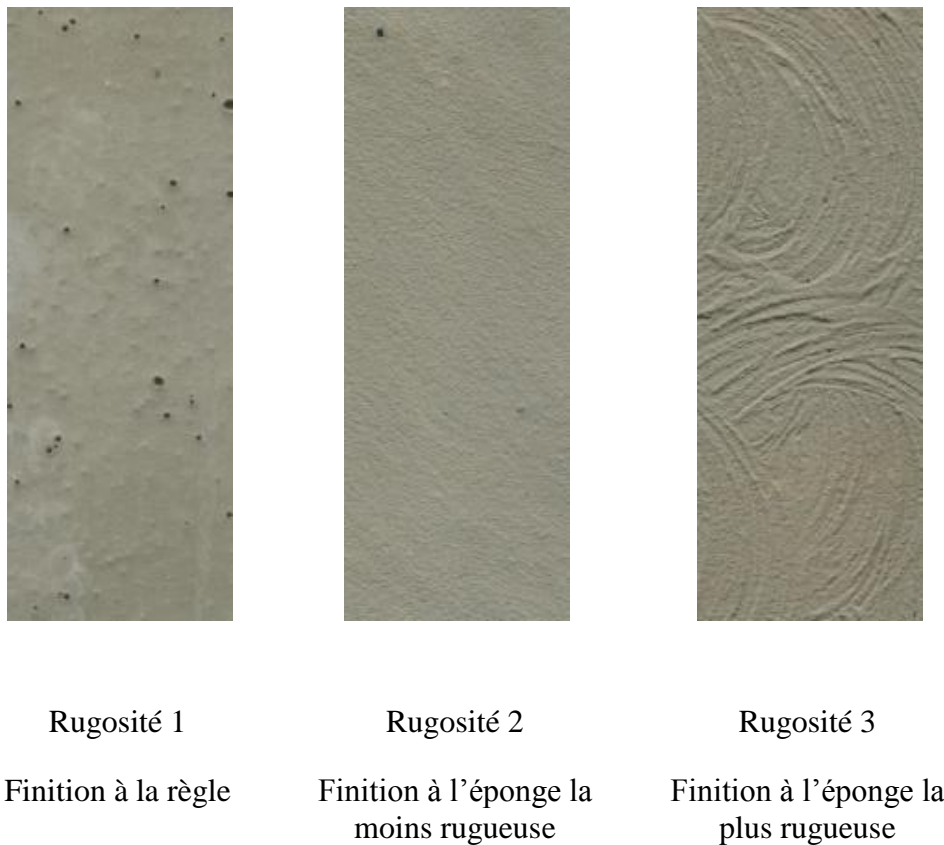 Rugosité 1
Rugosité 2
Rugosité 3
Finition à la règle
Finition à l’éponge la
moins rugueuse
Finition à l’éponge la
plus rugueuse